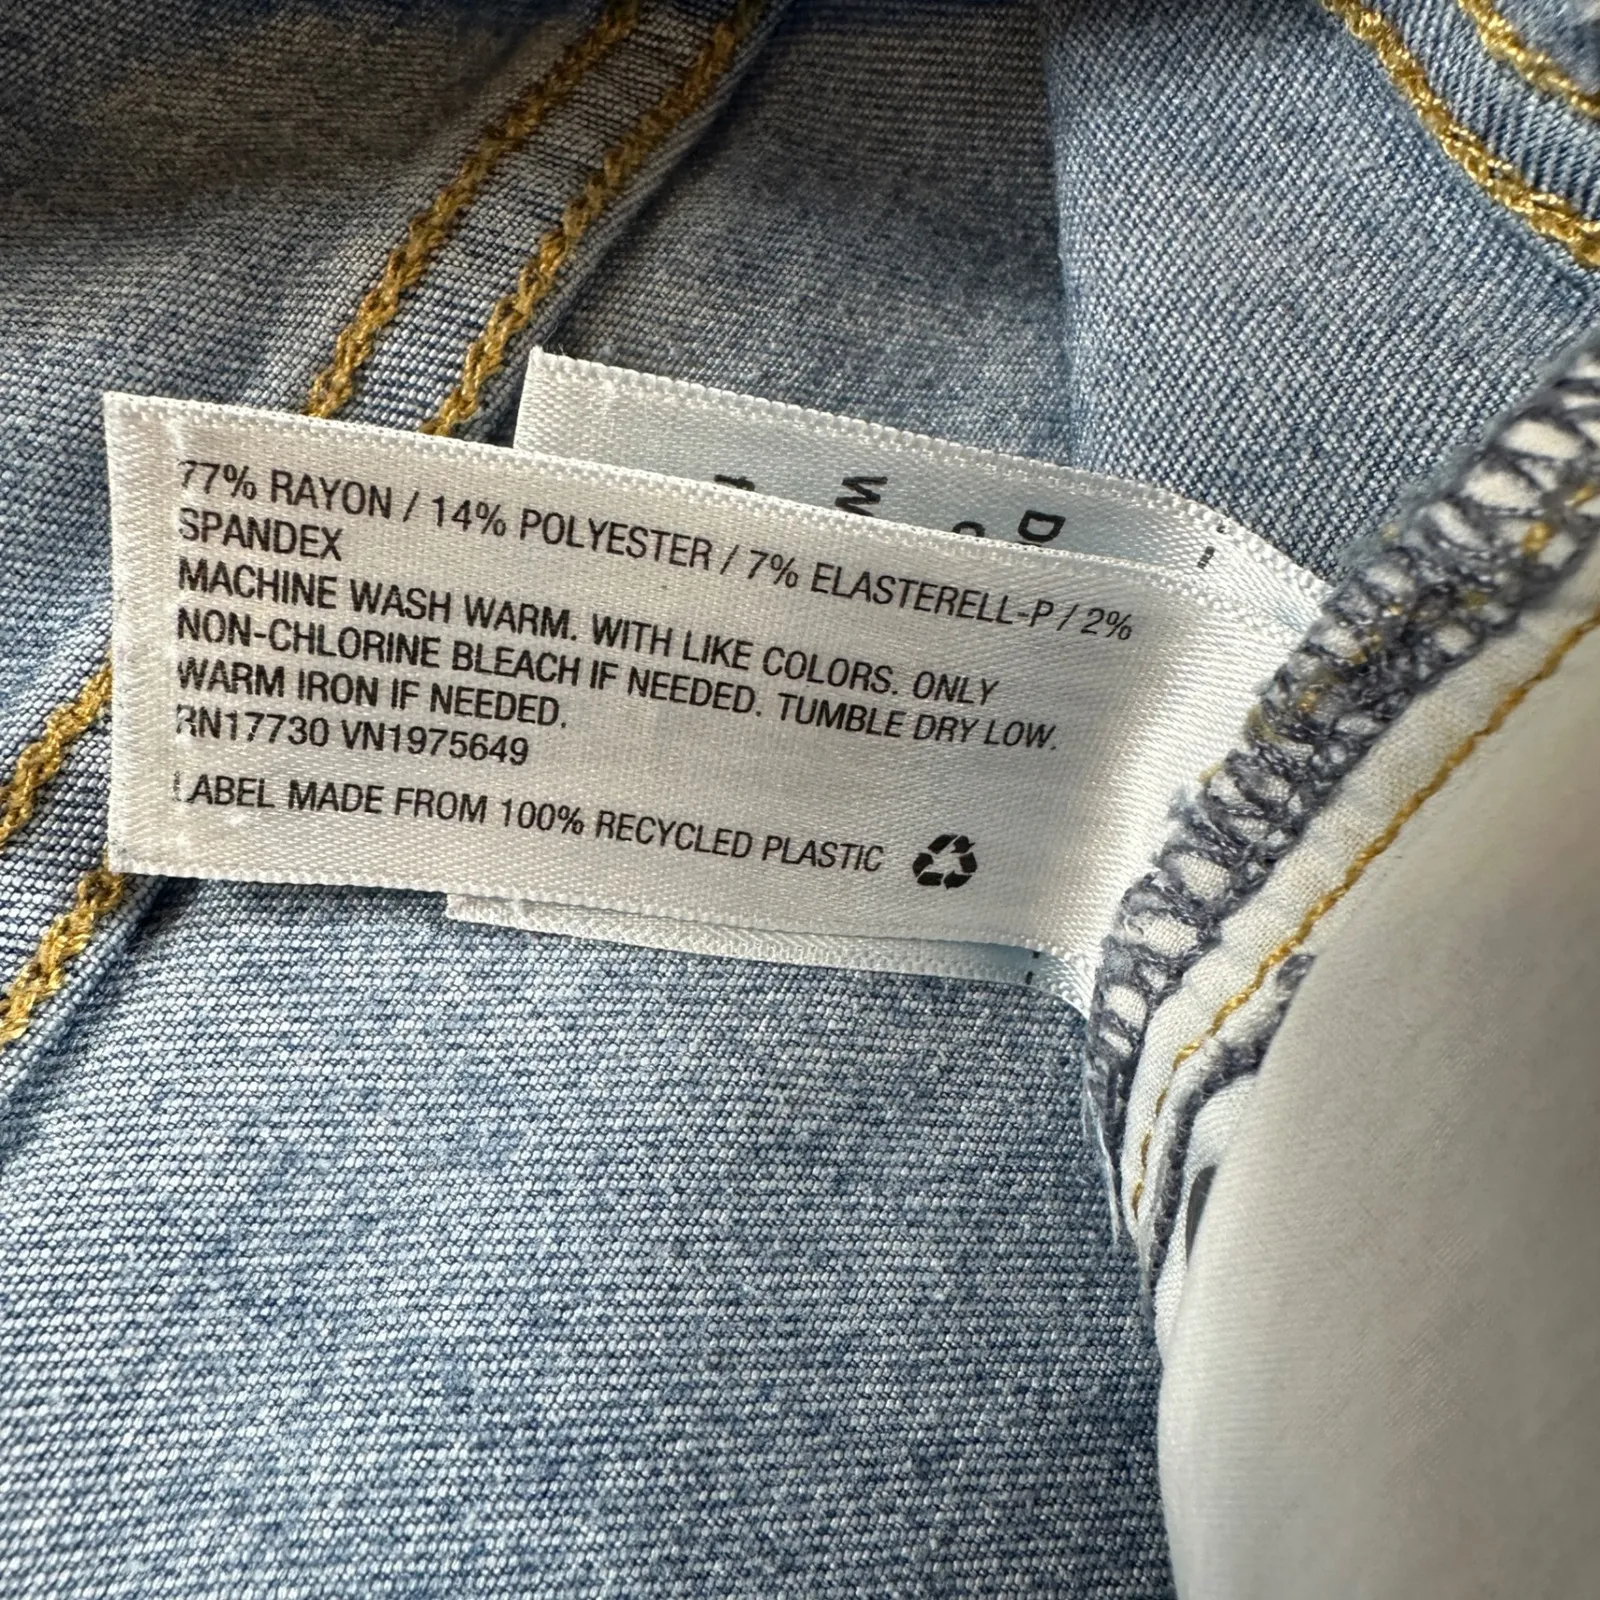 77% RAYON / 14% POLYESTER / 7% ELASTERELL-P / 2%
SPANDEX
MACHINE WASH WARM. WITH LIKE COLORS. ONLY
NON-CHLORINE BLEACH IF NEEDED. TUMBLE DRY LOW.
WARM IRON IF NEEDED.
RN17730 VN1975649
LABEL MADE FROM 100% RECYCLED PLASTIC